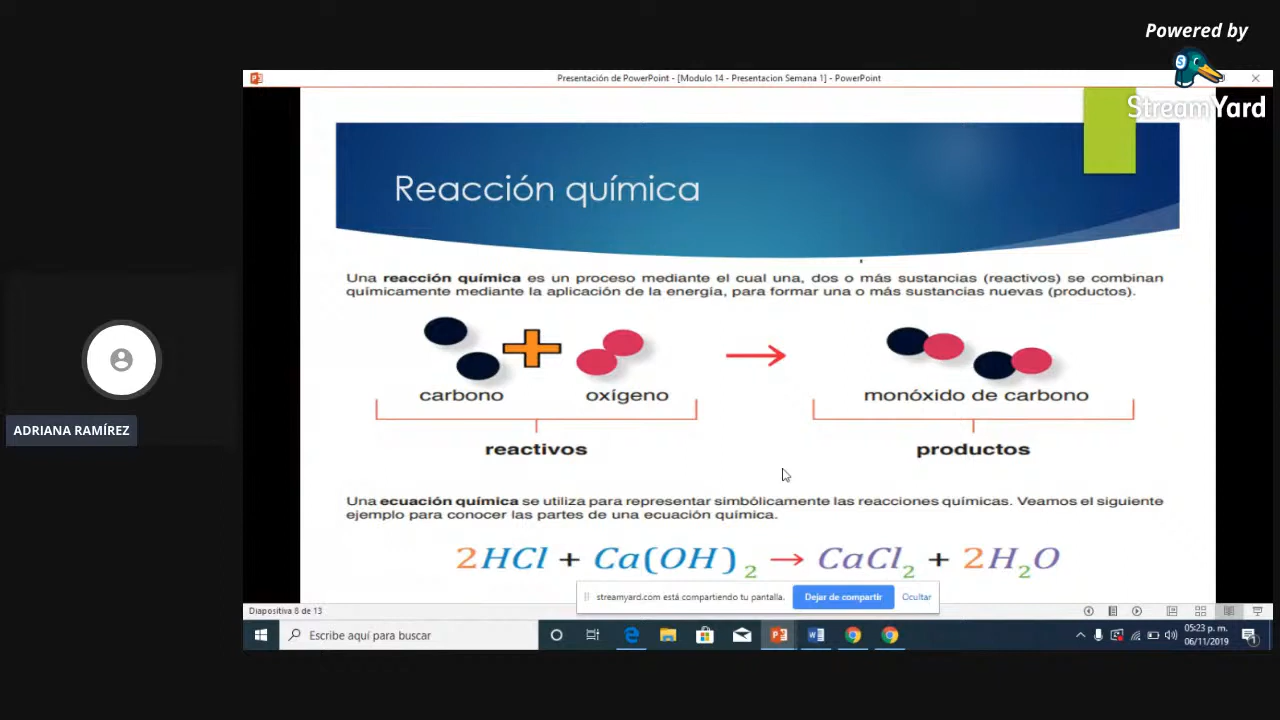 Powered by
StreamYard
Presentación de PowerPoint - [Modulo 14 - Presentacion Semana 1] - PowerPoint
Reacción química
Una reacción química es un proceso mediante el cual una, dos o más sustancias (reactivos) se combinan
químicamente mediante la aplicación de la energía, para formar una o más sustancias nuevas (productos).
carbono oxígeno monóxido de carbono
reactivos productos
ADRIANA RAMÍREZ
Una ecuación química se utiliza para representar simbólicamente las reacciones químicas. Veamos el siguiente
ejemplo para conocer las partes de una ecuación química.
2HCl + Ca(OH)₂ → CaCl₂ + 2H₂O
streamyard.com está compartiendo tu pantalla. Dejar de compartir Ocultar
Diapositiva 8 de 13
Escribe aquí para buscar
05:23 p. m.
06/11/2019